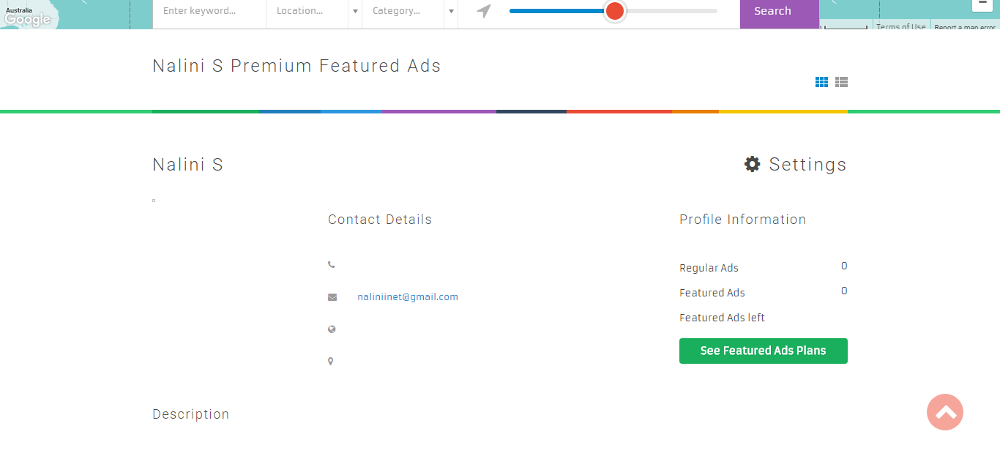 Australia
Google
Enter keyword...
Location...
Category...
Search
Terms of Use
Report a map error
Nalini S Premium Featured Ads
Nalini S
Settings
Contact Details
naliniinet@gmail.com
Profile Information
Regular Ads 0
Featured Ads 0
Featured Ads left
See Featured Ads Plans
Description